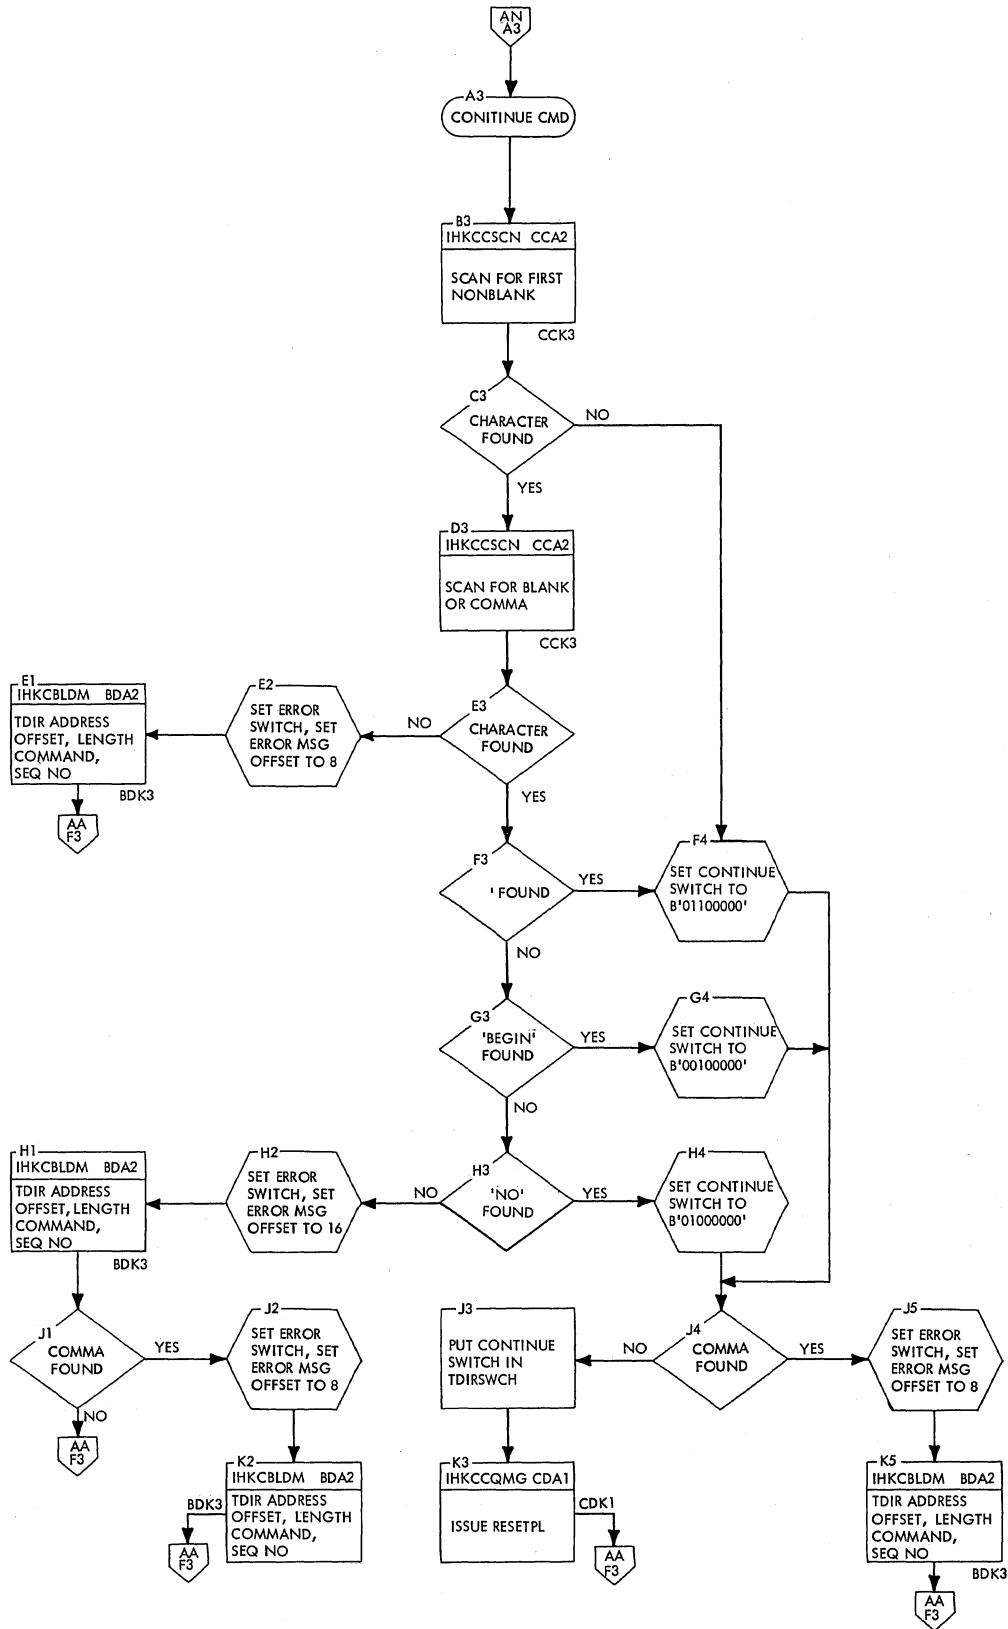 AN
A3
A3
CONITINUE CMD
B3
IHKCCSCN CCA2
SCAN FOR FIRST
NONBLANK
CCK3
C3
CHARACTER
FOUND
NO
YES
D3
IHKCCSCN CCA2
SCAN FOR BLANK
OR COMMA
CCK3
E1
IHKCBLDM BDA2
TDIR ADDRESS
OFFSET, LENGTH
COMMAND,
SEQ NO
BDK3
AA
F3
E2
SET ERROR
SWITCH, SET
ERROR MSG
OFFSET TO 8
NO
E3
CHARACTER
FOUND
YES
F3
' FOUND
YES
NO
F4
SET CONTINUE
SWITCH TO
B'01100000'
G3
'BEGIN'
FOUND
YES
NO
G4
SET CONTINUE
SWITCH TO
B'00100000'
H1
IHKCBLDM BDA2
TDIR ADDRESS
OFFSET, LENGTH
COMMAND,
SEQ NO
BDK3
H2
SET ERROR
SWITCH, SET
ERROR MSG
OFFSET TO 16
NO
H3
'NO'
FOUND
YES
H4
SET CONTINUE
SWITCH TO
B'01000000'
J1
COMMA
FOUND
YES
NO
AA
F3
J2
SET ERROR
SWITCH, SET
ERROR MSG
OFFSET TO 8
J3
PUT CONTINUE
SWITCH IN
TDIRSWCH
NO
J4
COMMA
FOUND
YES
J5
SET ERROR
SWITCH, SET
ERROR MSG
OFFSET TO 8
K2
IHKCBLDM BDA2
TDIR ADDRESS
OFFSET, LENGTH
COMMAND,
SEQ NO
BDK3
AA
F3
K3
IHKCCQMG CDA1
ISSUE RESETPL
CDK1
AA
F3
K5
IHKCBLDM BDA2
TDIR ADDRESS
OFFSET, LENGTH
COMMAND,
SEQ NO
BDK3
AA
F3